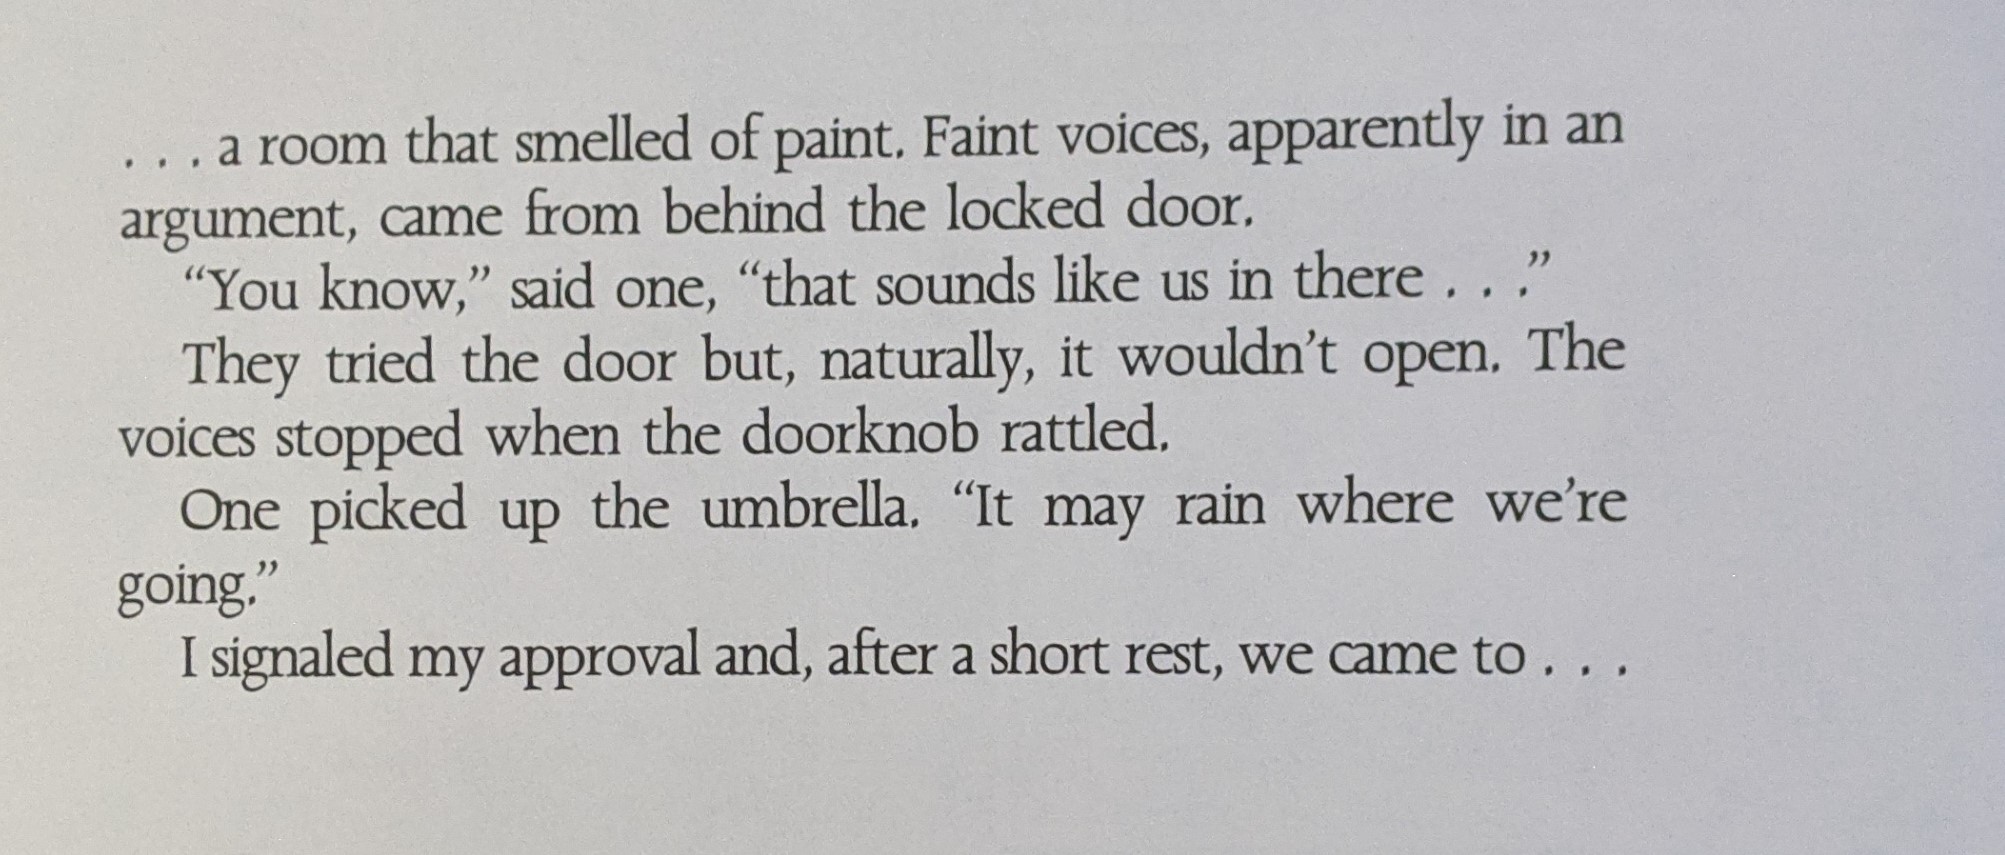 . . . a room that smelled of paint. Faint voices, apparently in an
argument, came from behind the locked door.
“You know,” said one, “that sounds like us in there . . .”
They tried the door but, naturally, it wouldn’t open. The
voices stopped when the doorknob rattled.
One picked up the umbrella. “It may rain where we’re
going.”
I signaled my approval and, after a short rest, we came to . . .